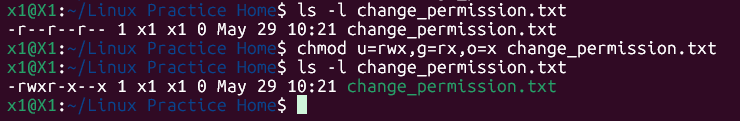 x1@X1:~/Linux Practice Home$ ls -l change_permission.txt
-r--r--r-- 1 x1 x1 0 May 29 10:21 change_permission.txt
x1@X1:~/Linux Practice Home$ chmod u=rwx,g=rx,o=x change_permission.txt
x1@X1:~/Linux Practice Home$ ls -l change_permission.txt
-rwxr-x--x 1 x1 x1 0 May 29 10:21 change_permission.txt
x1@X1:~/Linux Practice Home$